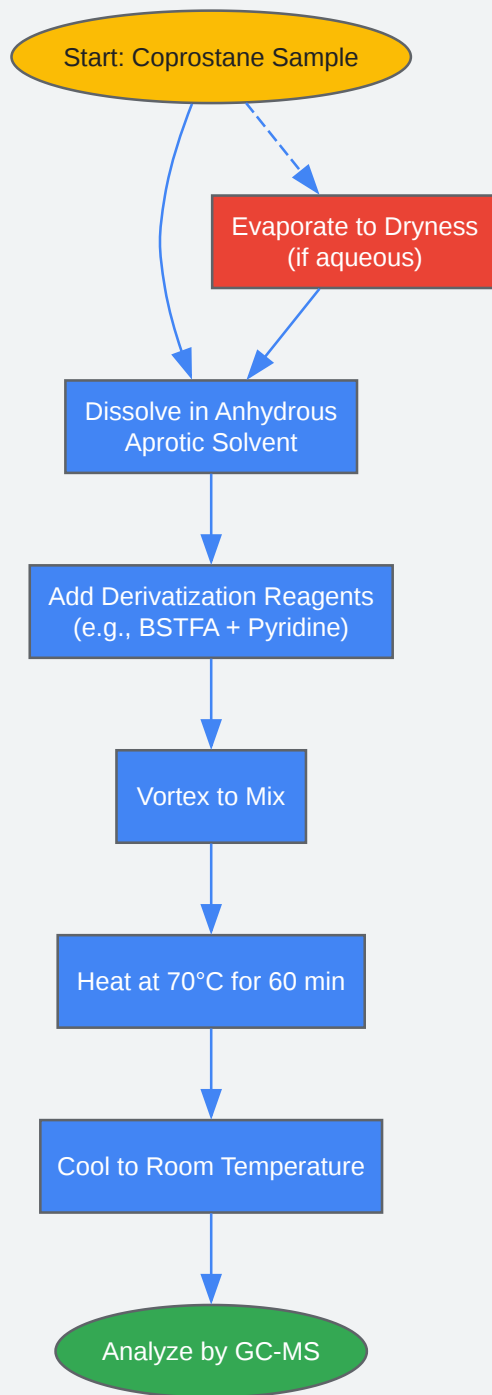 Start: Coprostane Sample
Evaporate to Dryness
(if aqueous)
Dissolve in Anhydrous
Aprotic Solvent
Add Derivatization Reagents
(e.g., BSTFA + Pyridine)
Vortex to Mix
Heat at 70°C for 60 min
Cool to Room Temperature
Analyze by GC-MS